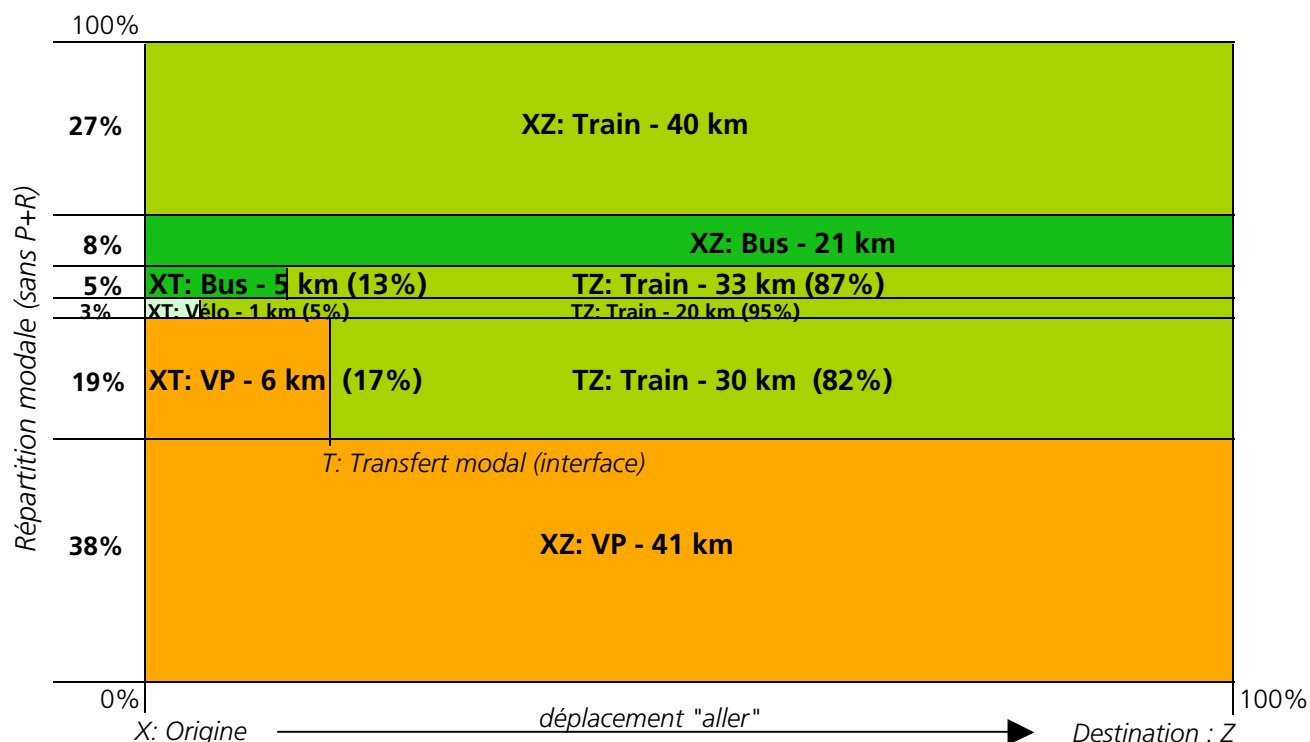 100%
27%
XZ: Train - 40 km
8%
XZ: Bus - 21 km
5%
XT: Bus - 5 km (13%)
TZ: Train - 33 km (87%)
3%
XT: Vélo - 1 km (5%)
TZ: Train - 20 km (95%)
19%
XT: VP - 6 km (17%)
TZ: Train - 30 km (82%)
T: Transfert modal (interface)
38%
XZ: VP - 41 km
Répartition modale (sans P+R)
0%
100%
X: Origine
déplacement "aller"
Destination : Z